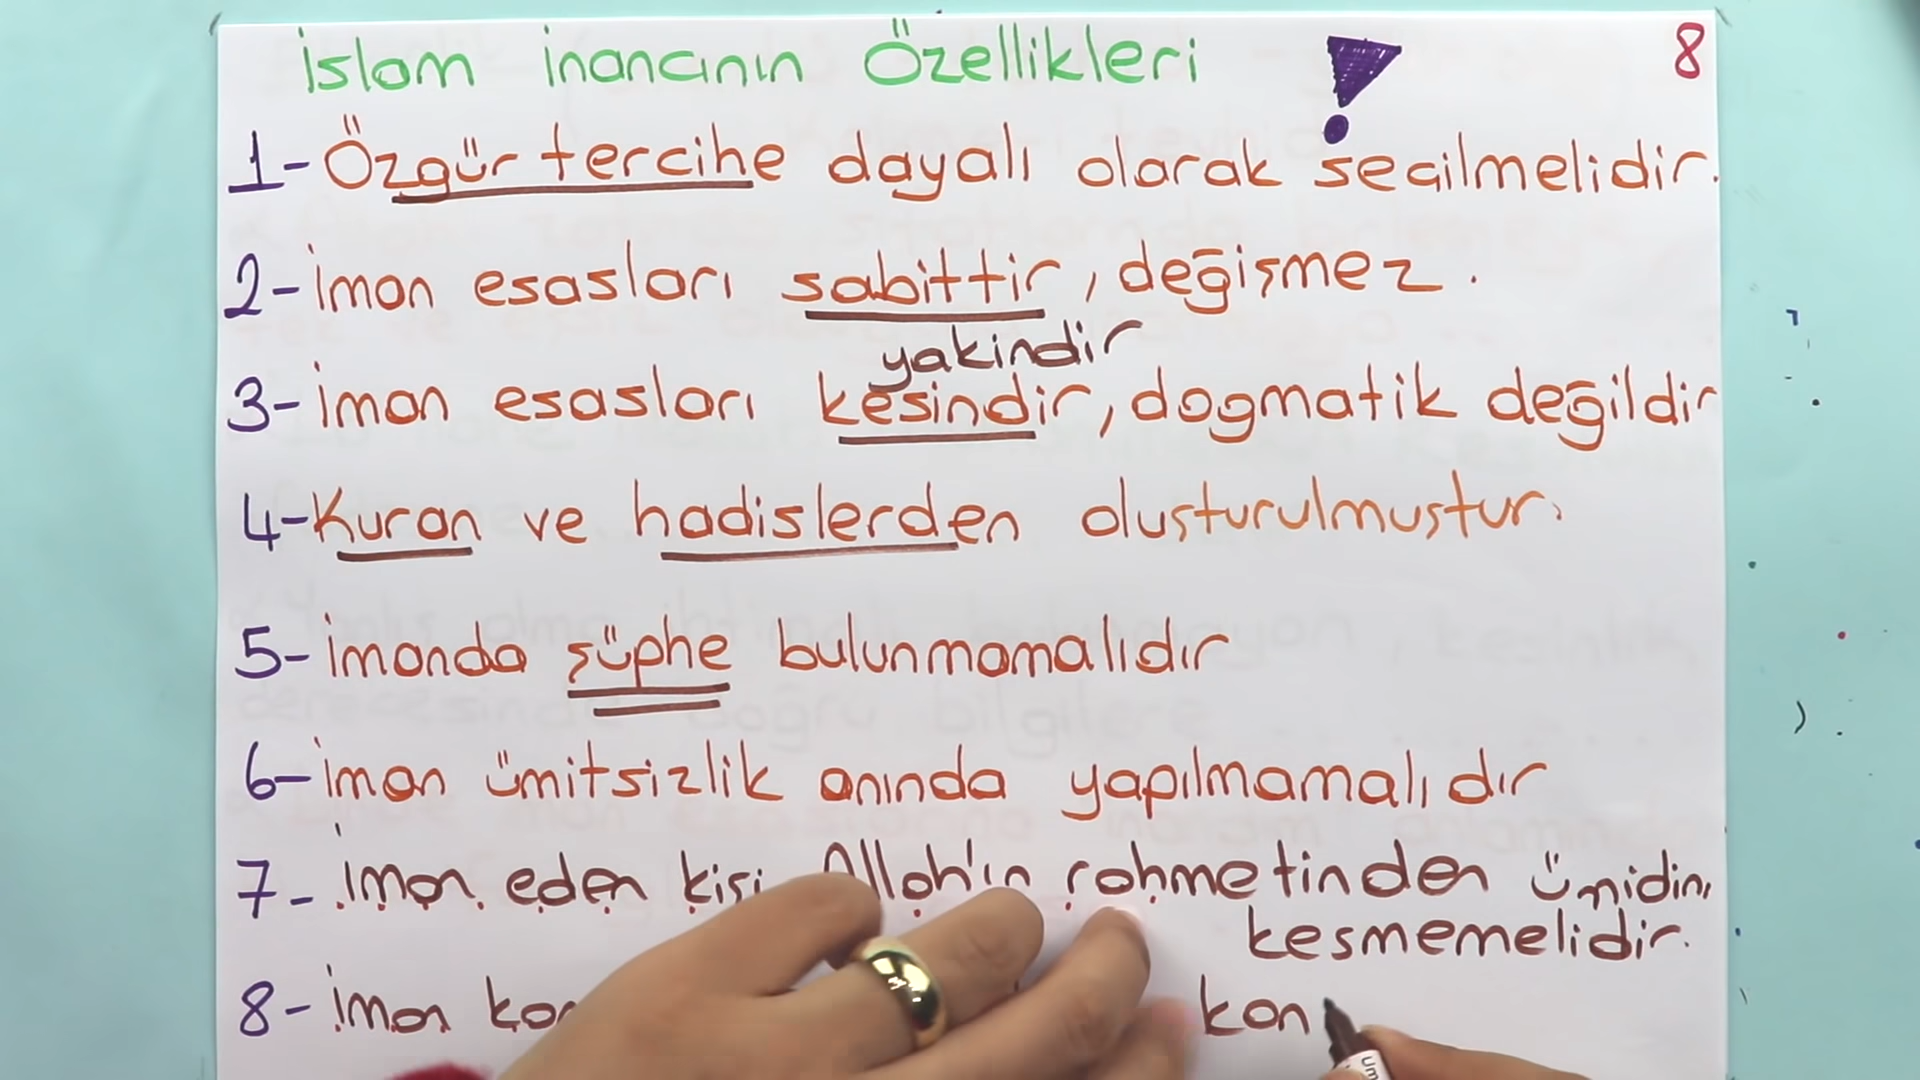 İslam inancının Özellikleri ! 8
1- Özgür tercihe dayalı olarak seçilmelidir.
2- İman esasları sabittir, değişmez.
yakindir
3- İman esasları kesindir, dogmatik değildir
4- Kuran ve hadislerden oluşturulmuştur.
5- İmanda şüphe bulunmamalıdır
6- İman ümitsizlik anında yapılmamalıdır
7- İman eden kişi Allah'ın rahmetinden ümidini
kesmemelidir.
8- İman kon